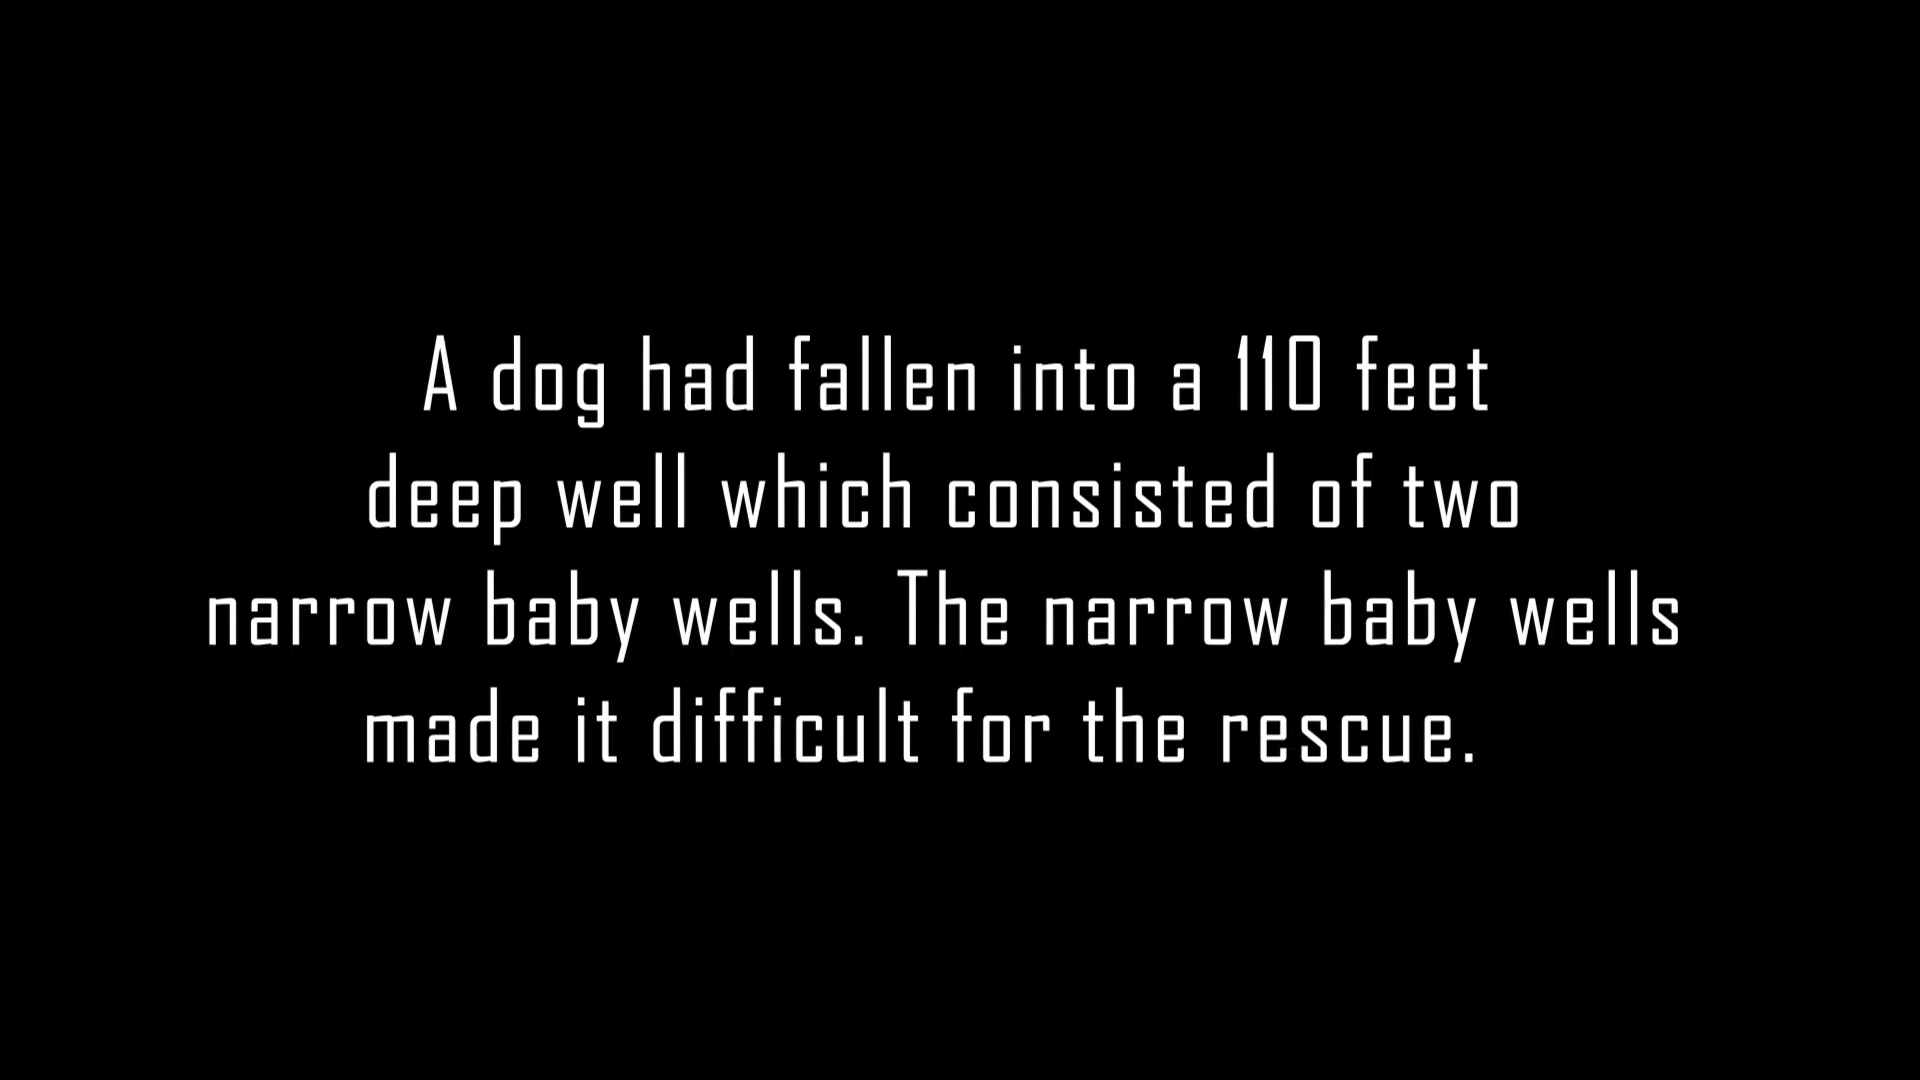 A dog had fallen into a 110 feet
deep well which consisted of two
narrow baby wells. The narrow baby wells
made it difficult for the rescue.